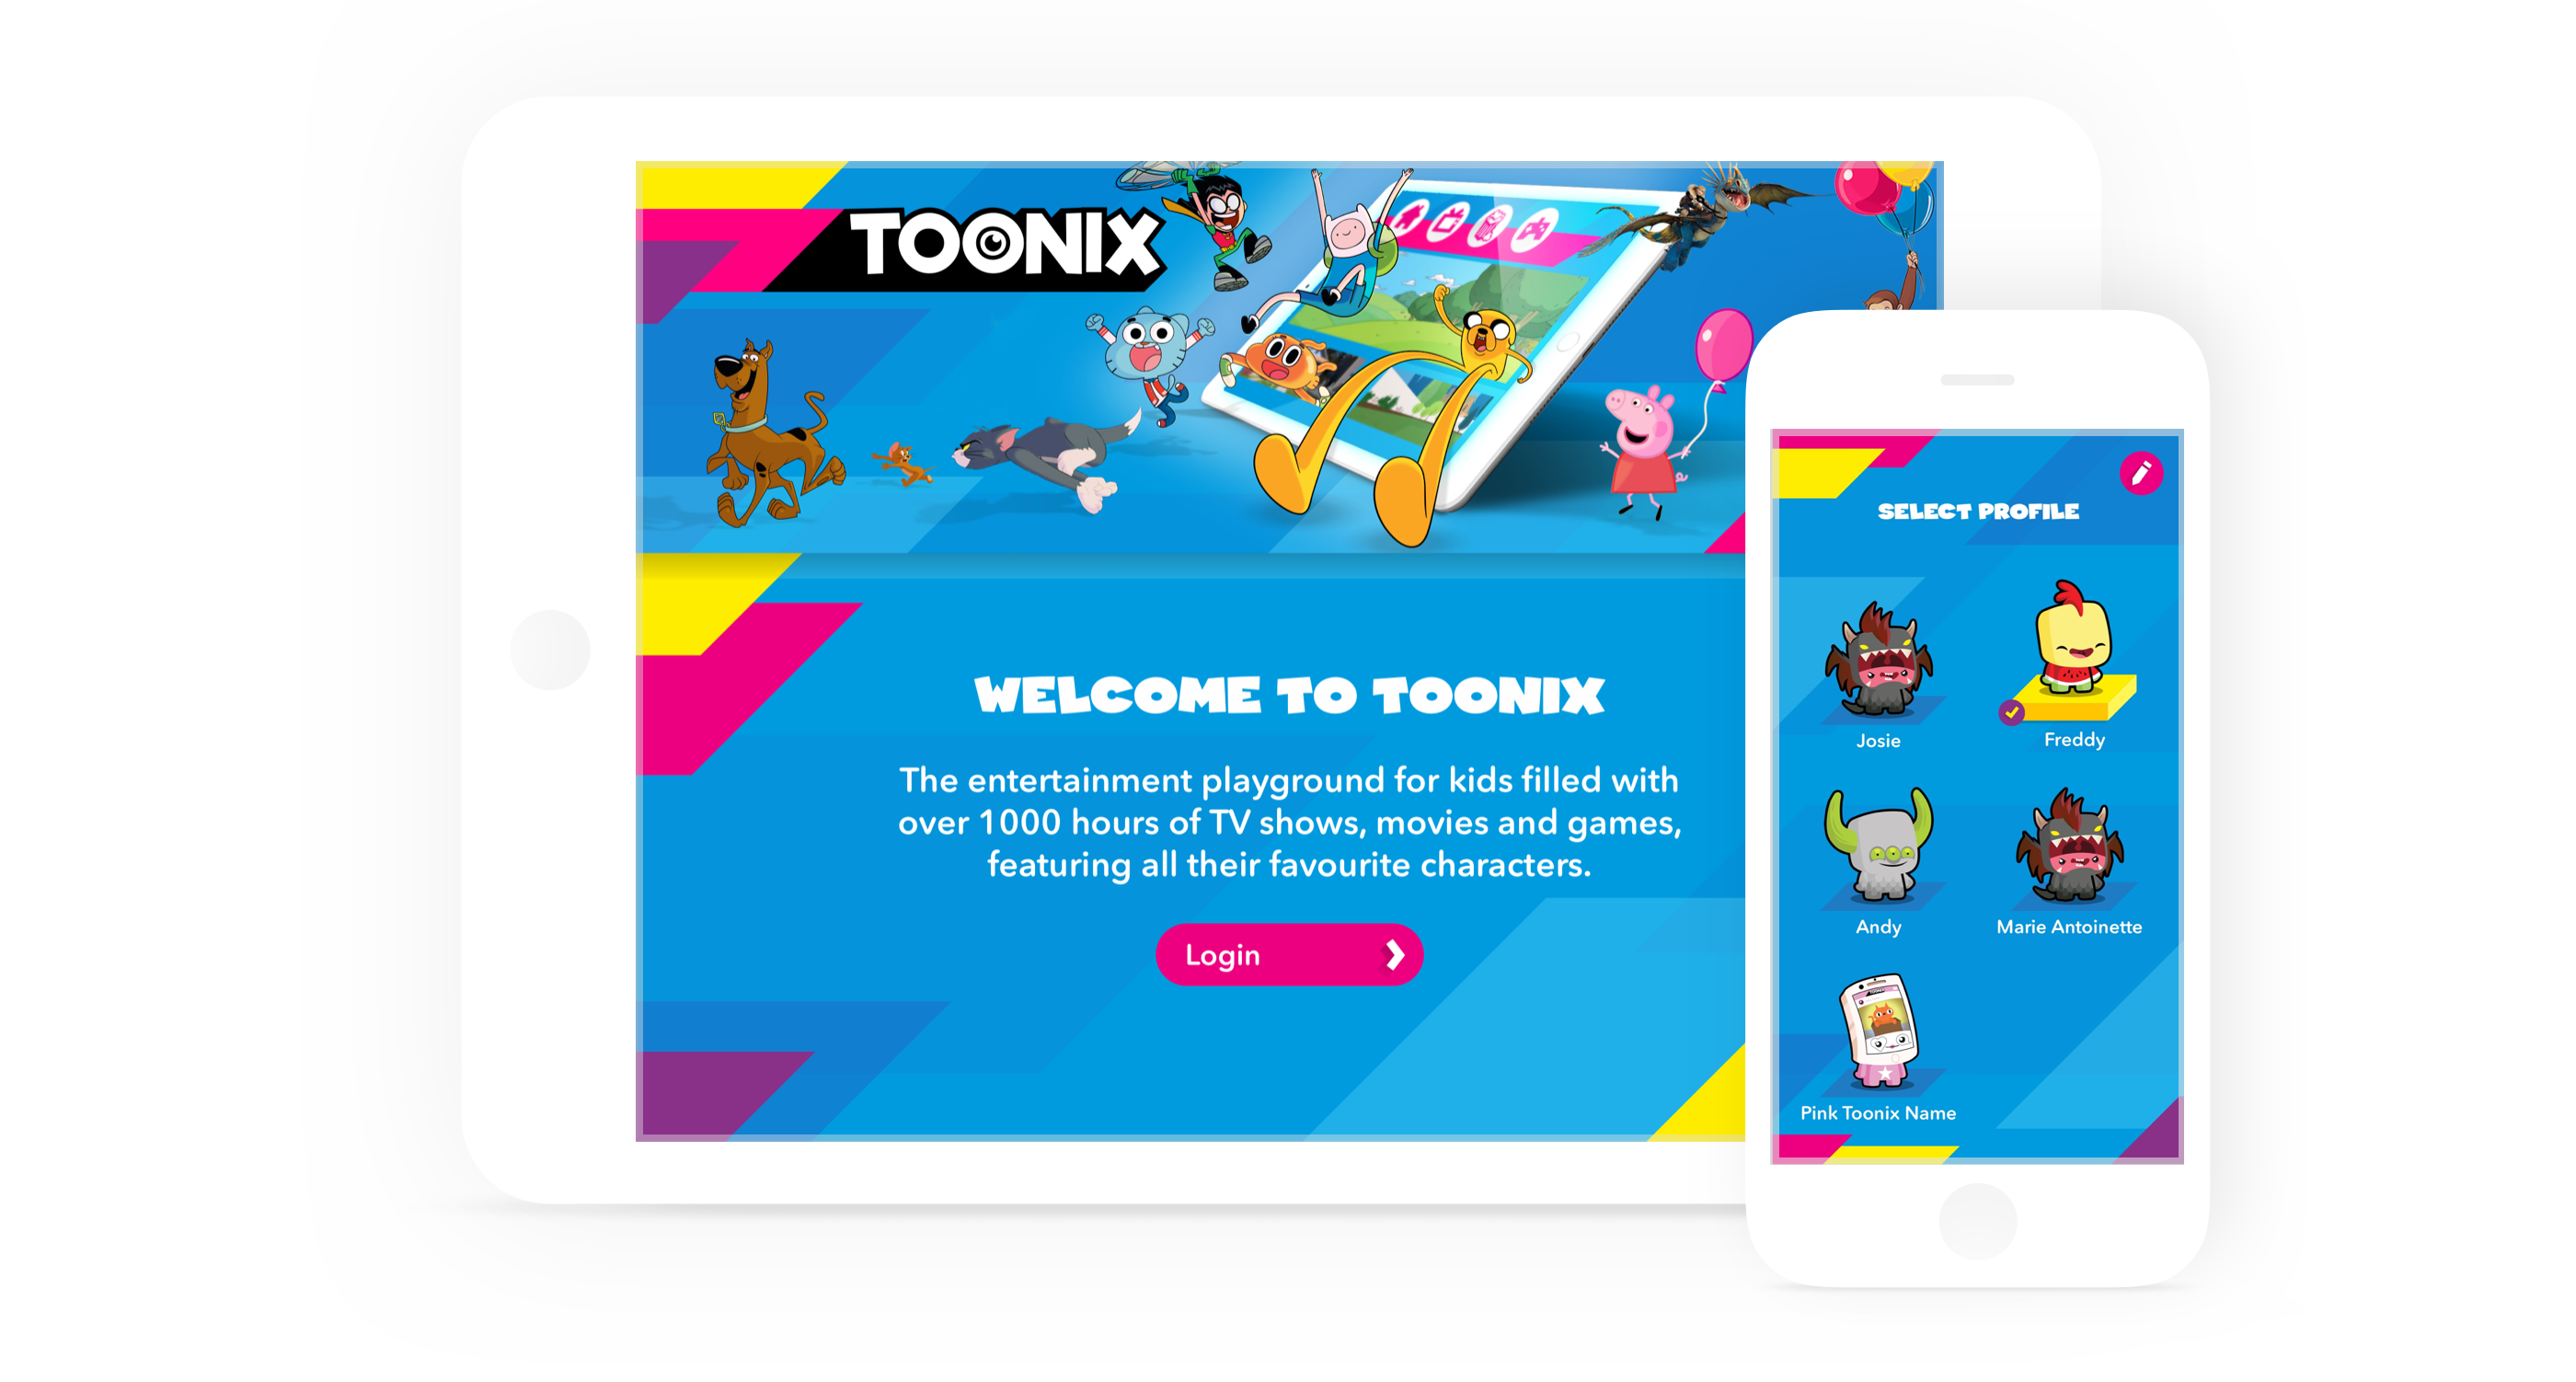 TOONIX
WELCOME TO TOONIX
The entertainment playground for kids filled with
over 1000 hours of TV shows, movies and games,
featuring all their favourite characters.
Login
SELECT PROFILE
Josie
Freddy
Andy
Marie Antoinette
Pink Toonix Name